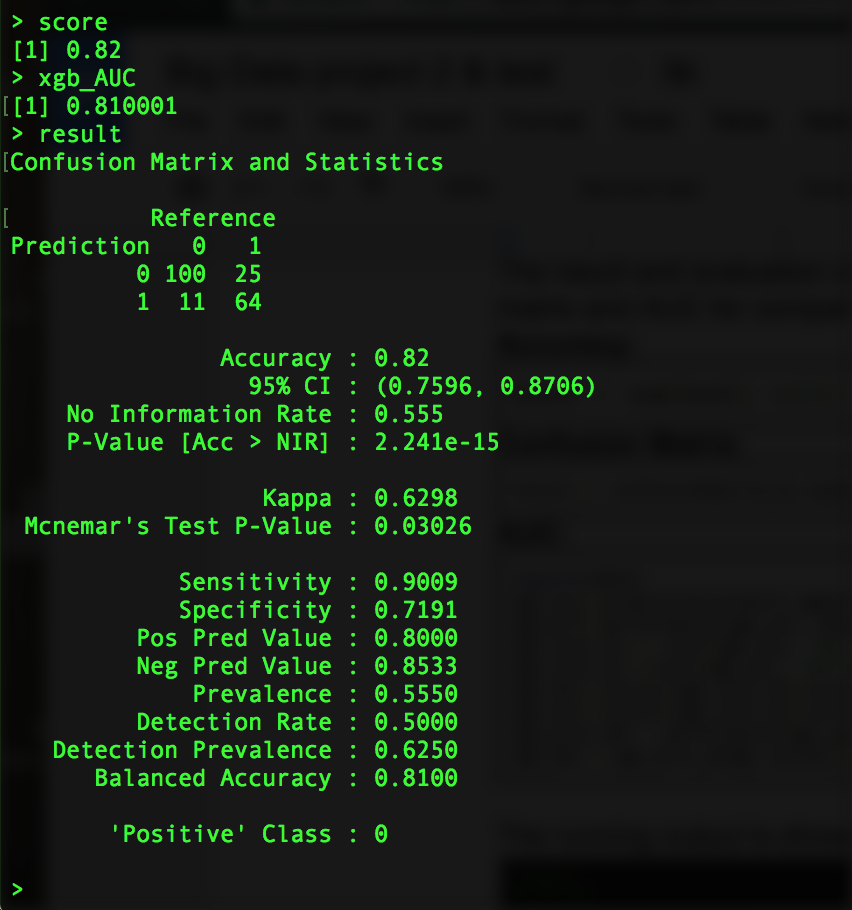 > score
[1] 0.82
> xgb_AUC
[[1] 0.810001
> result
[Confusion Matrix and Statistics
[          Reference
Prediction   0   1
         0 100  25
         1  11  64
               Accuracy : 0.82
                 95% CI : (0.7596, 0.8706)
    No Information Rate : 0.555
    P-Value [Acc > NIR] : 2.241e-15
                  Kappa : 0.6298
 Mcnemar's Test P-Value : 0.03026
            Sensitivity : 0.9009
            Specificity : 0.7191
         Pos Pred Value : 0.8000
         Neg Pred Value : 0.8533
             Prevalence : 0.5550
         Detection Rate : 0.5000
   Detection Prevalence : 0.6250
      Balanced Accuracy : 0.8100
       'Positive' Class : 0
>